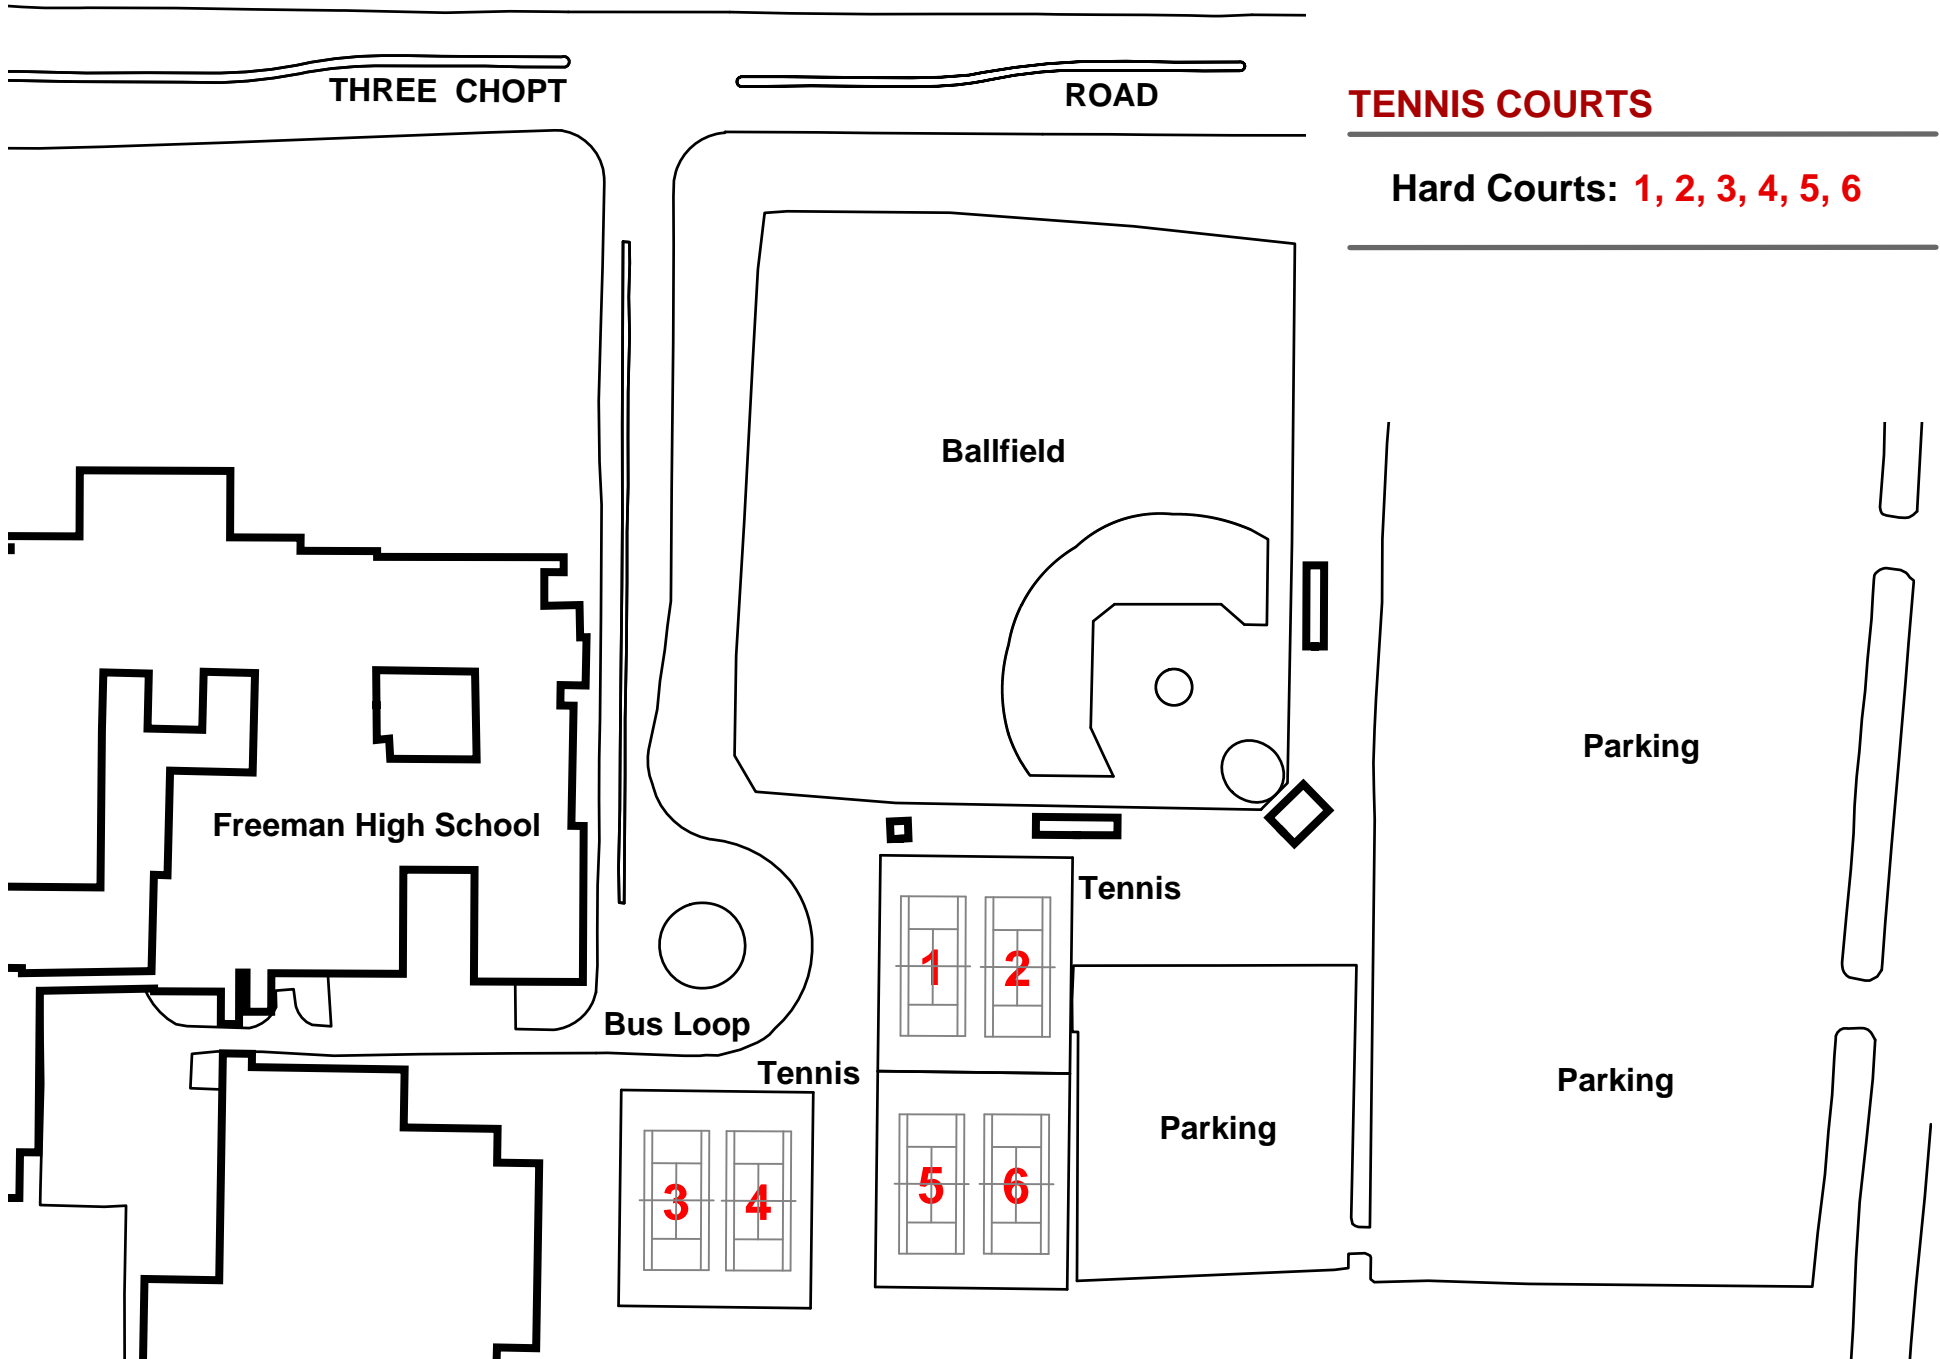 THREE CHOPT
ROAD
TENNIS COURTS
Hard Courts: 1, 2, 3, 4, 5, 6
Ballfield
Parking
Freeman High School
Tennis
1
2
Bus Loop
Tennis
Parking
Parking
3
4
5
6